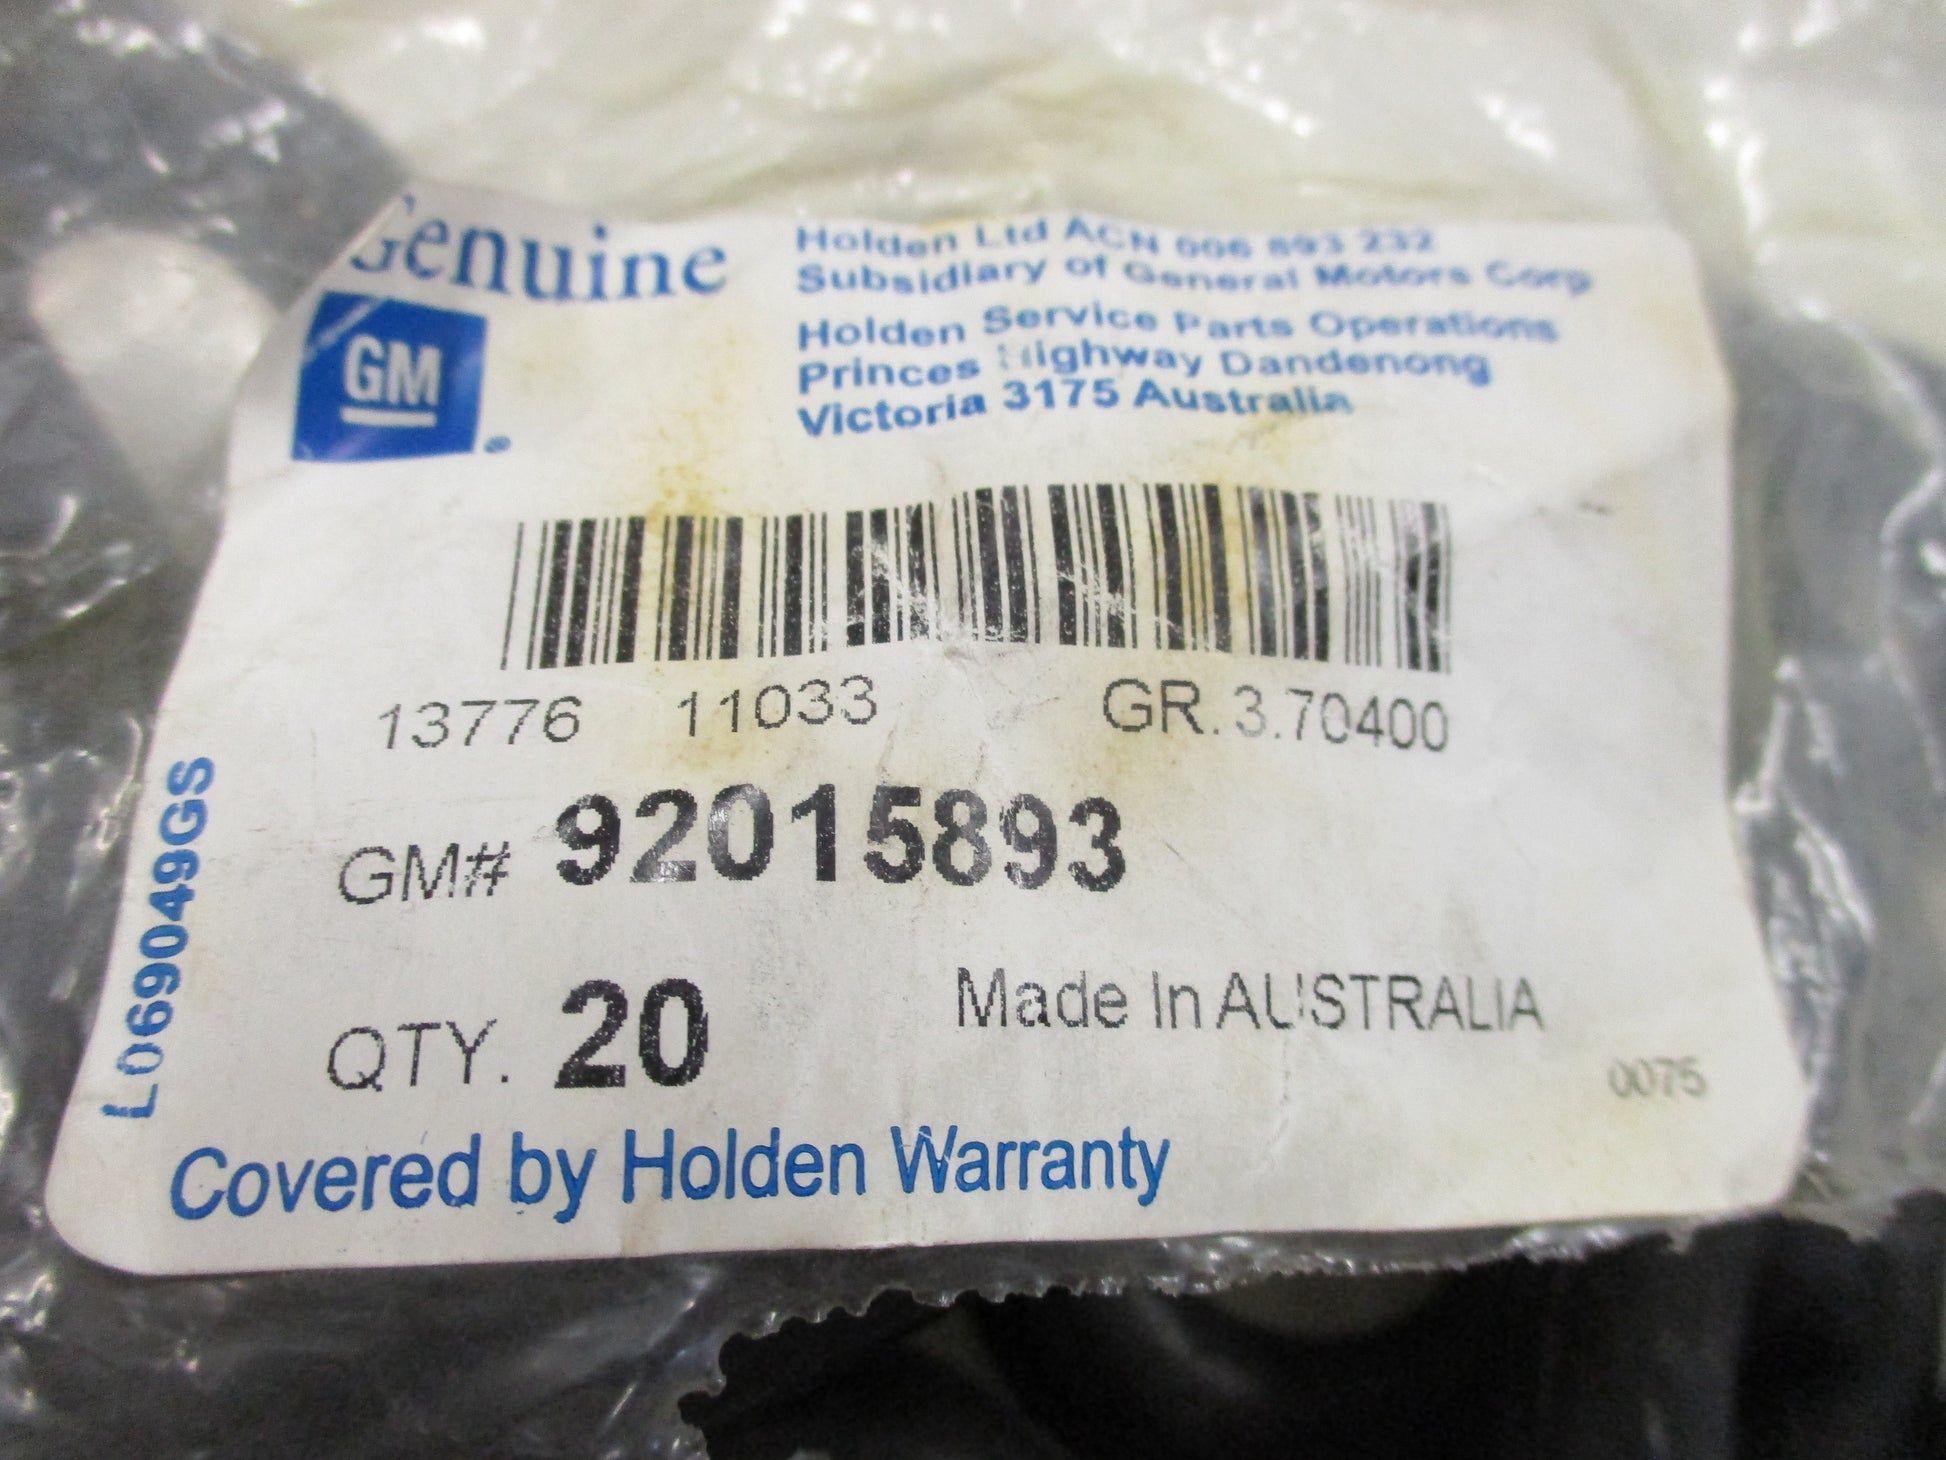 Genuine
GM
Holden Ltd ACN 006 893 232
Subsidiary of General Motors Corp
Holden Service Parts Operations
Princes Highway Dandenong
Victoria 3175 Australia
13776 11033 GR.3.70400
GM# 92015893
QTY. 20 Made In AUSTRALIA
0075
Covered by Holden Warranty
L069049GS